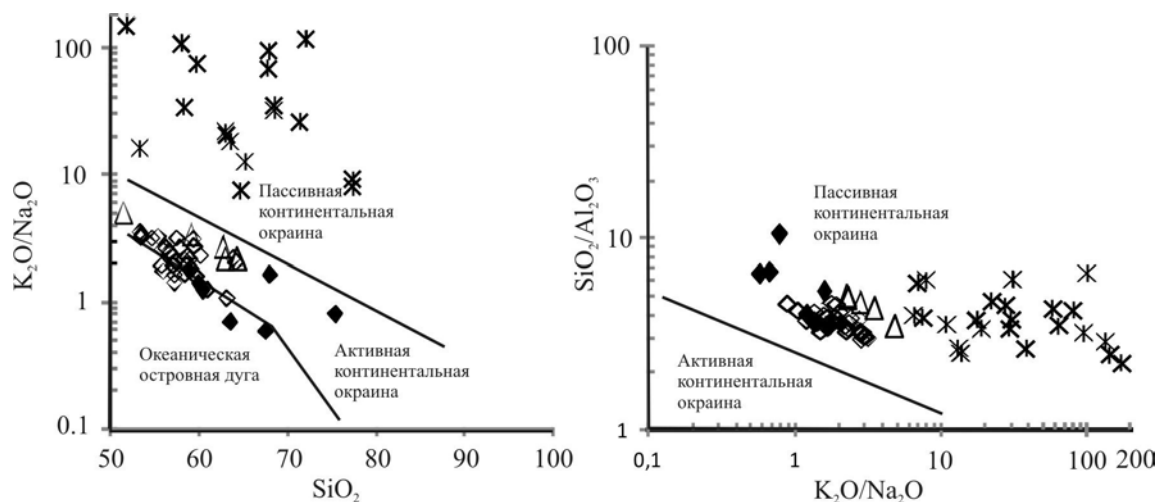 100
10
1
0.1
K₂O/Na₂O
50
60
70
80
90
100
SiO₂
Пассивная
континентальная
окраина
Океаническая
островная дуга
Активная
континентальная
окраина
100
10
1
SiO₂/Al₂O₃
0,1
1
10
100
200
K₂O/Na₂O
Пассивная
континентальная
окраина
Активная
континентальная
окраина